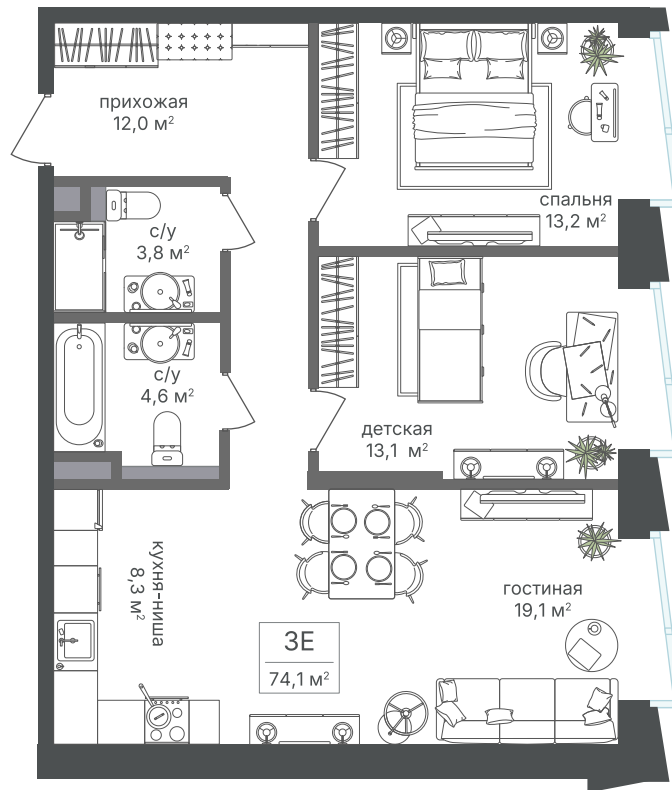 прихожая
12,0 м²
спальня
13,2 м²
с/у
3,8 м²
с/у
4,6 м²
детская
13,1 м²
кухня-ниша
8,3 м²
гостиная
19,1 м²
3Е
74,1 м²